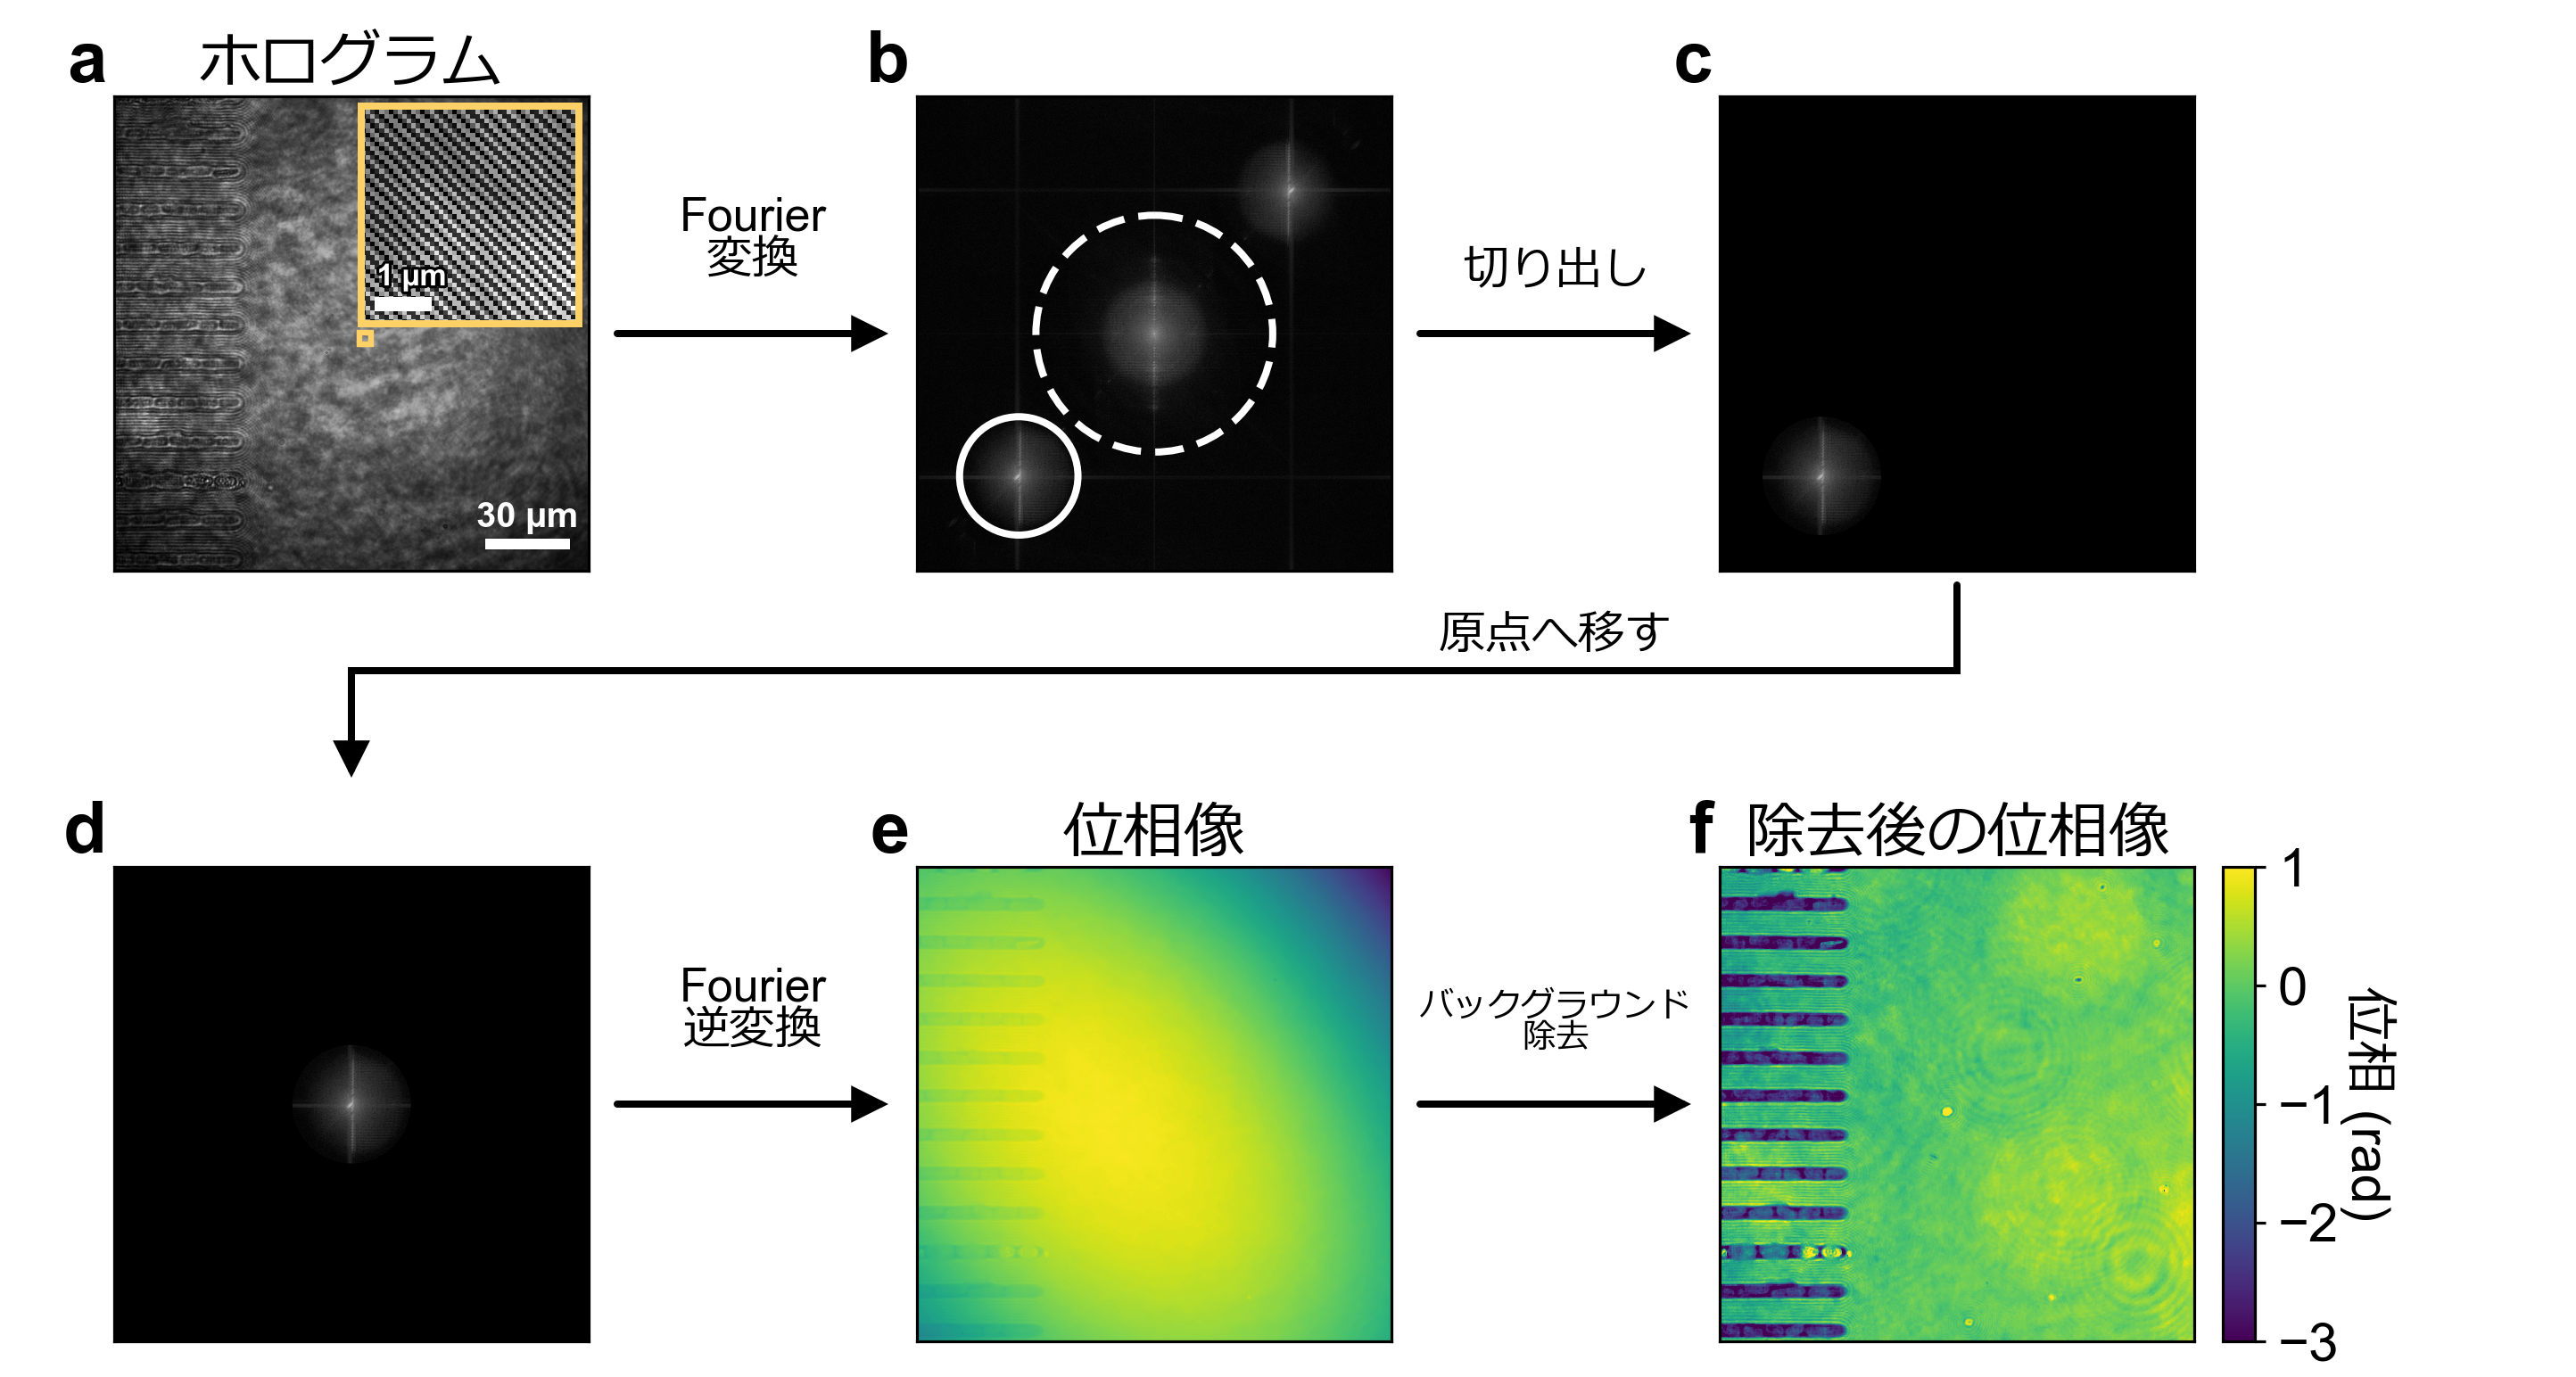 a ホログラム
1 µm
30 µm
Fourier
変換
b
切り出し
c
原点へ移す
d
Fourier
逆変換
e 位相像
バックグラウンド
除去
f 除去後の位相像
1
0
−1
−2
−3
位相 (rad)